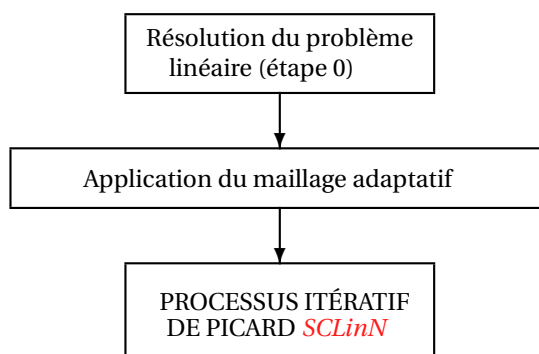 Résolution du problème
linéaire (étape 0)
Application du maillage adaptatif
PROCESSUS ITÉRATIF
DE PICARD SCLinN